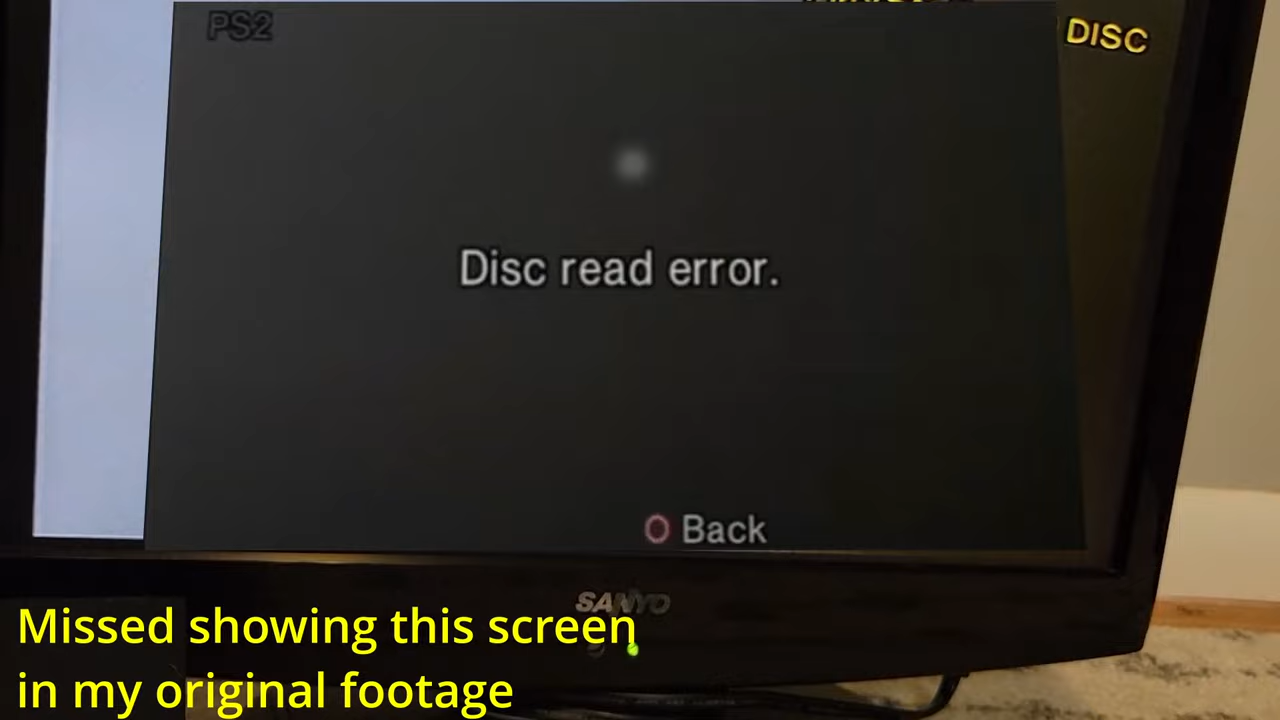 PS2
DISC
Disc read error.
O Back
SANYO
Missed showing this screen
in my original footage